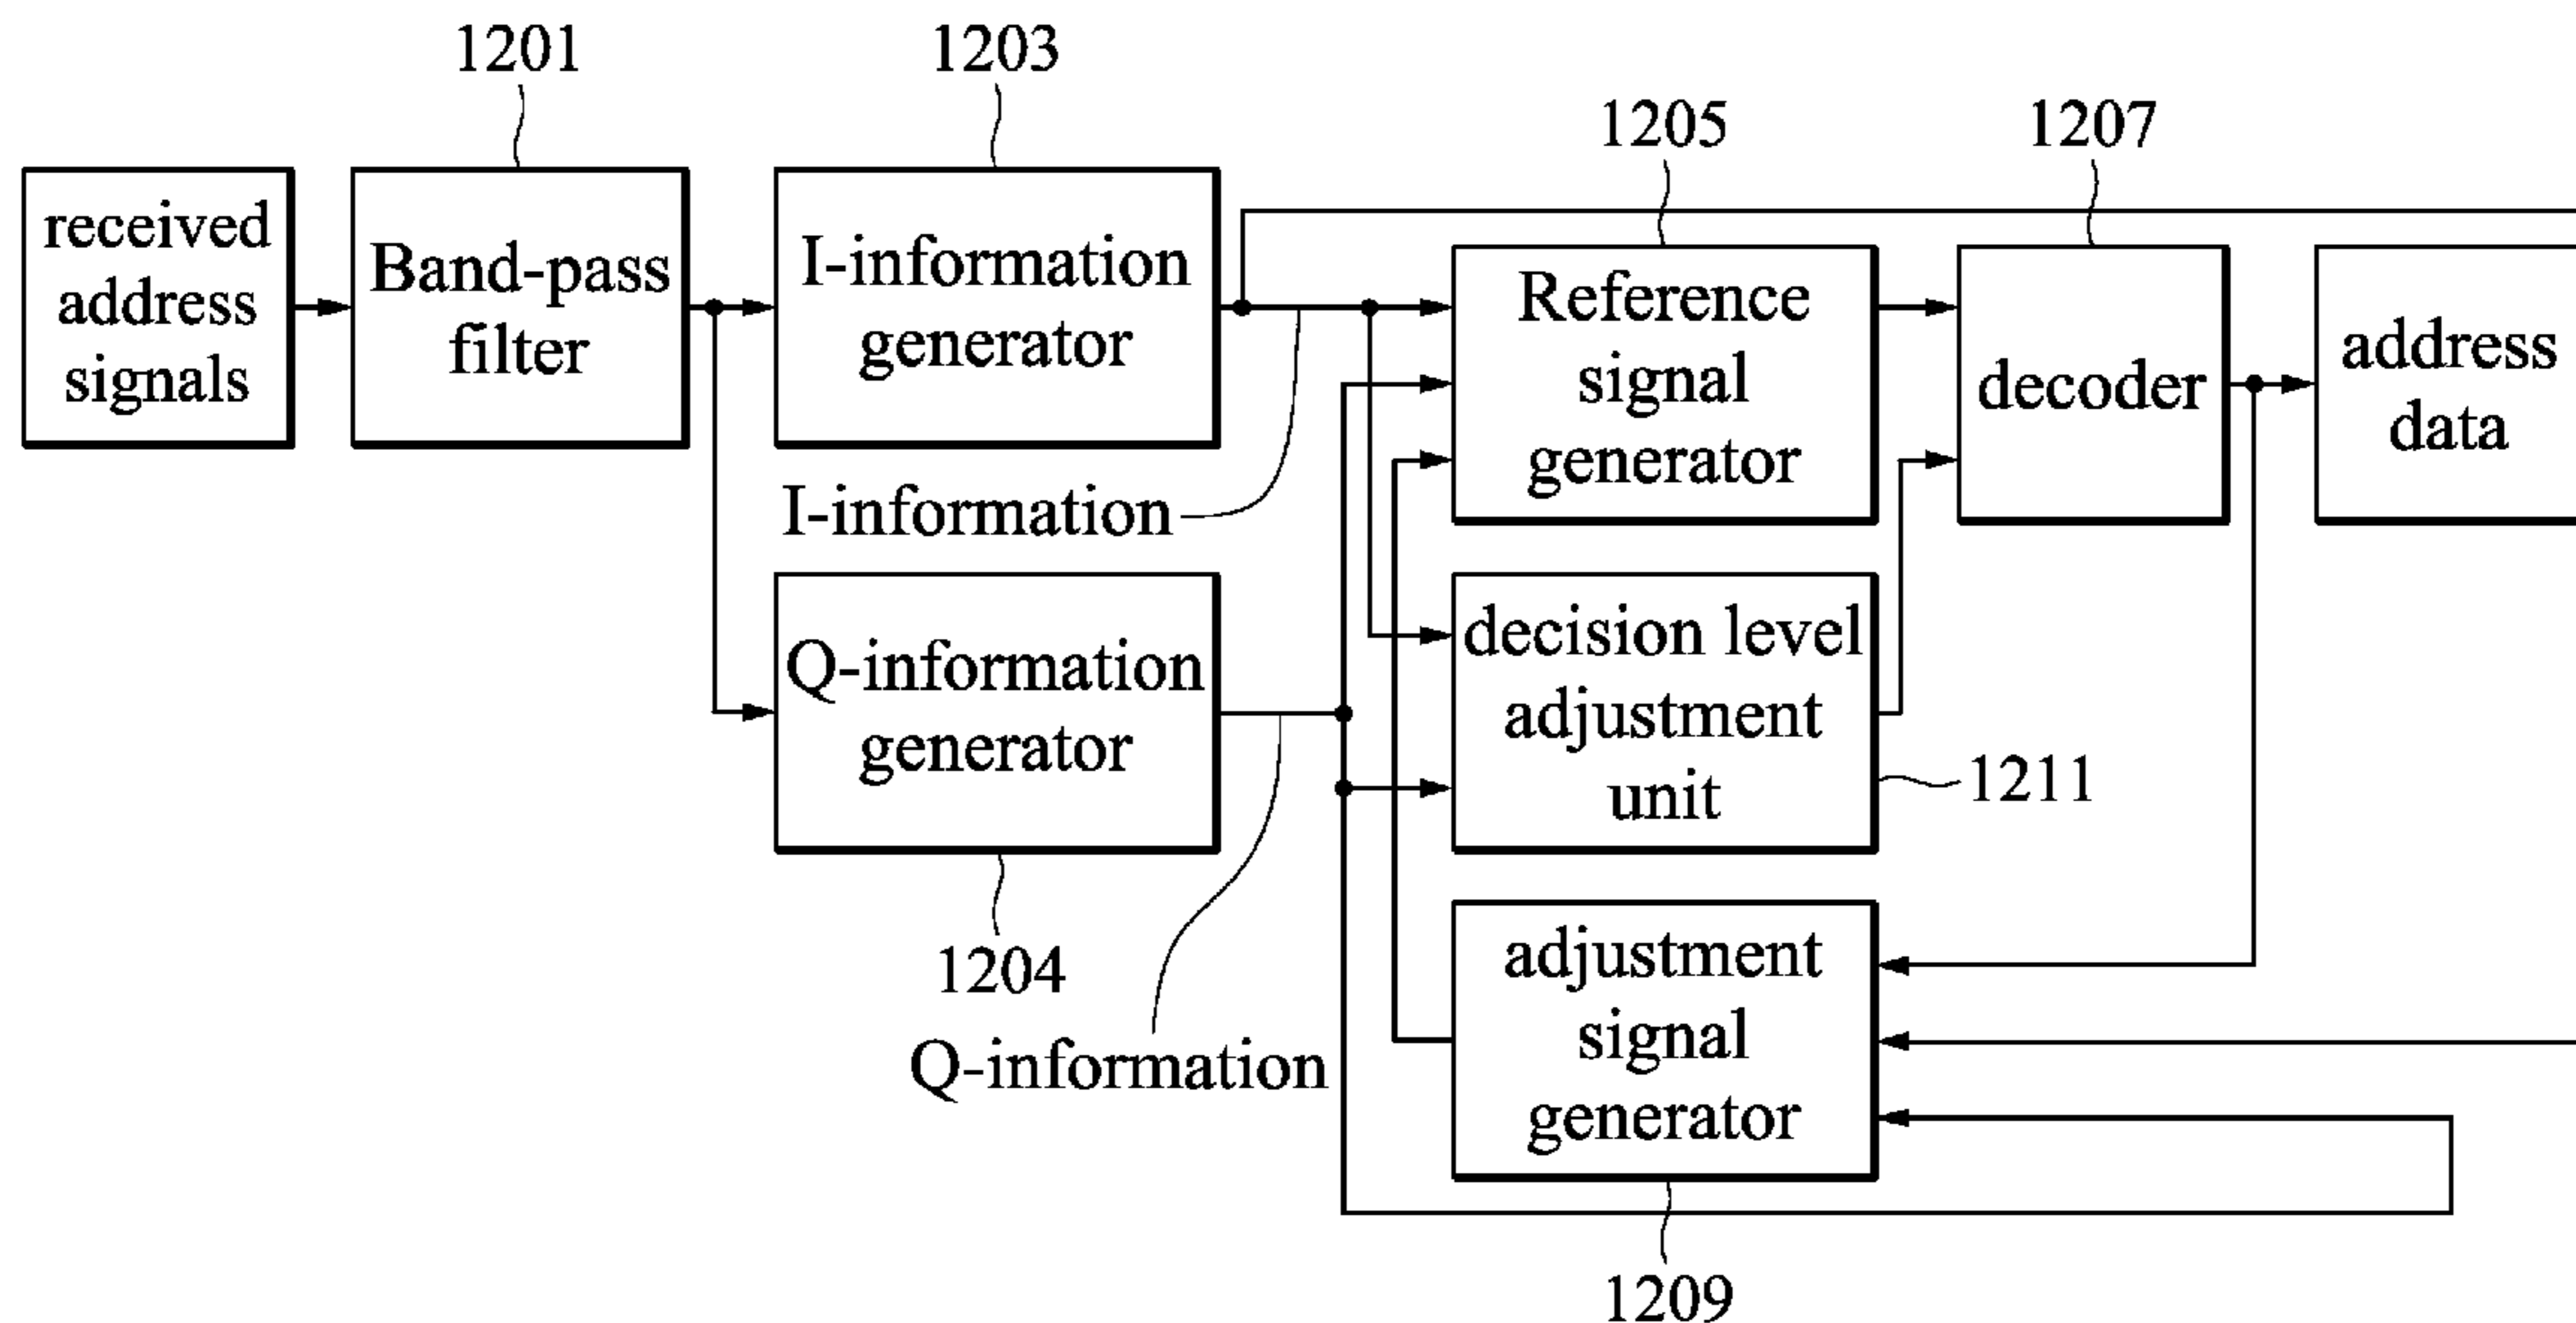 1201
1203
1205
1207
received
address
signals
Band-pass
filter
I-information
generator
Reference
signal
generator
decoder
address
data
I-information
Q-information
generator
decision level
adjustment
unit
1211
1204
Q-information
adjustment
signal
generator
1209